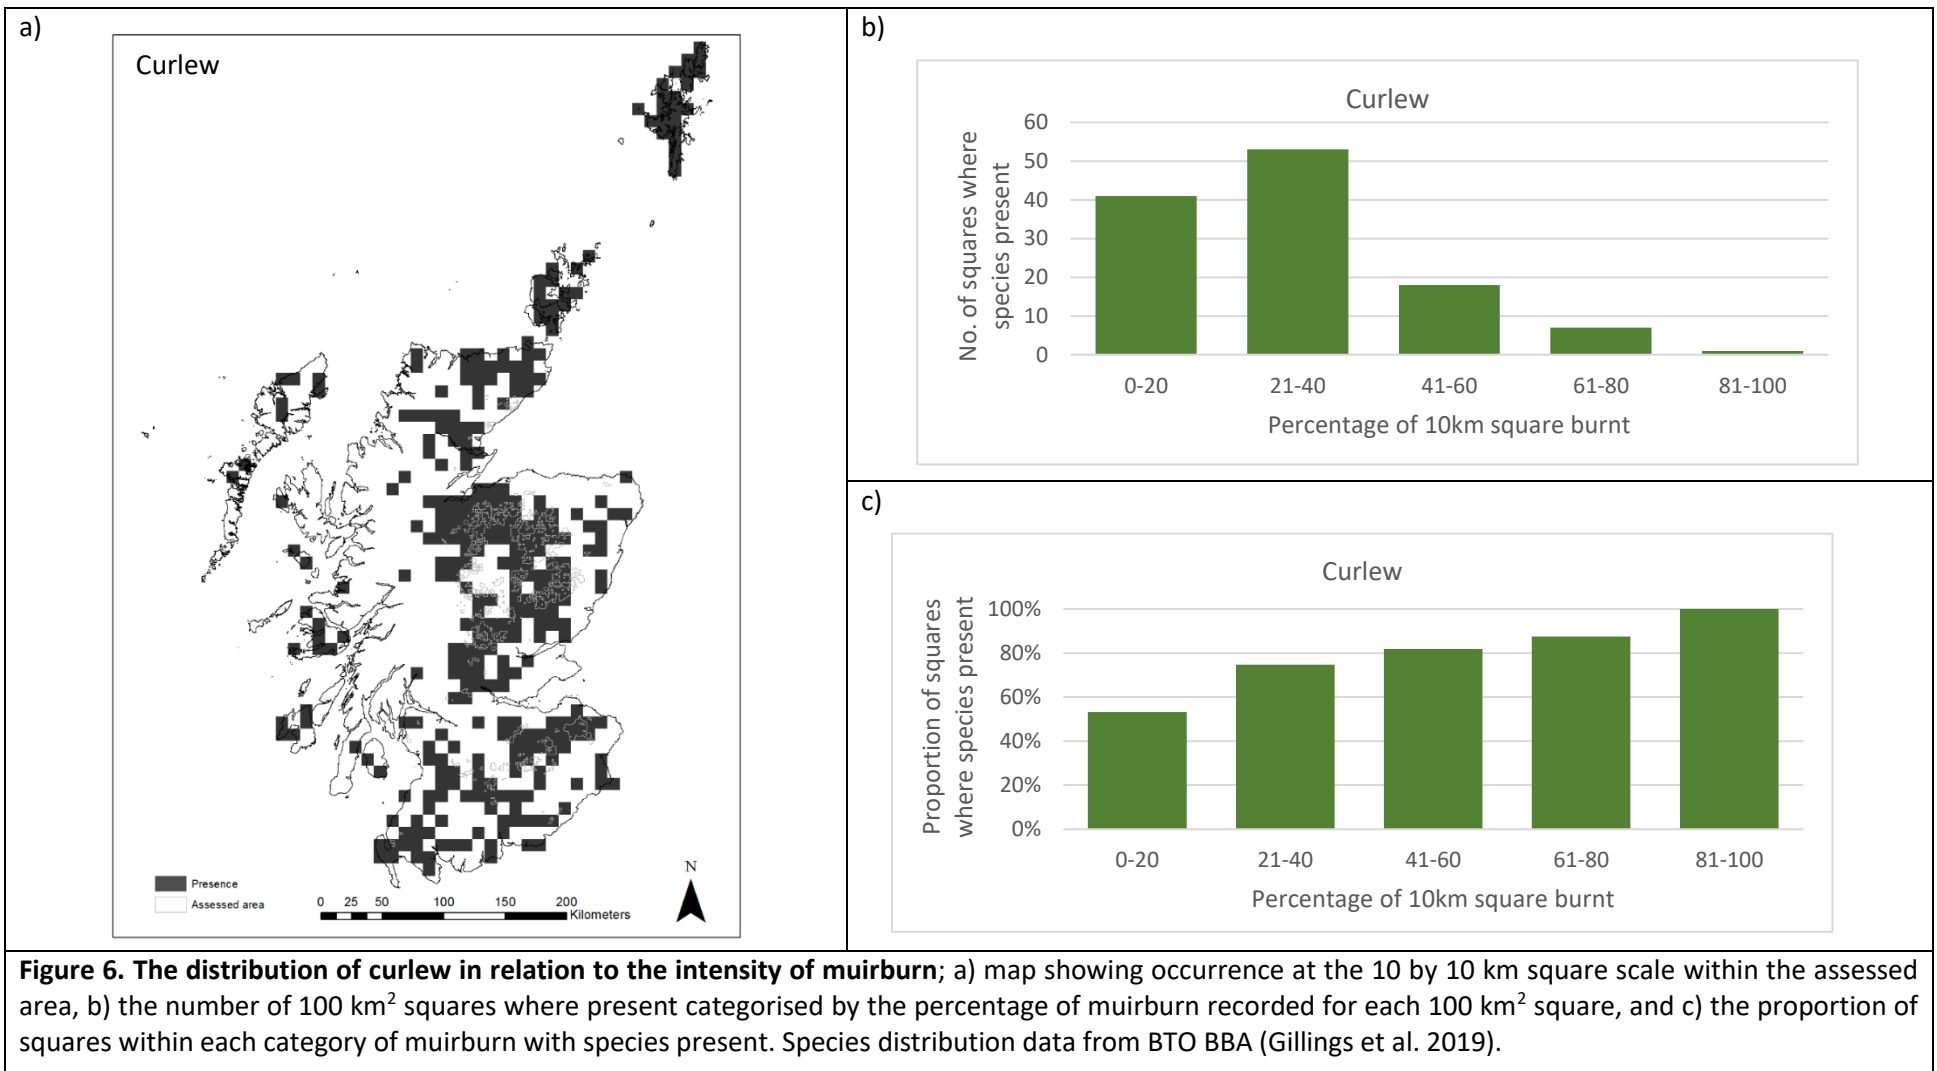 a)
Curlew
N
Presence
Assessed area
0 25 50 100 150 200
Kilometers
b)
Curlew
No. of squares where
species present
60
50
40
30
20
10
0
0-20 21-40 41-60 61-80 81-100
Percentage of 10km square burnt
c)
Curlew
Proportion of squares
where species present
100%
80%
60%
40%
20%
0%
0-20 21-40 41-60 61-80 81-100
Percentage of 10km square burnt
Figure 6. The distribution of curlew in relation to the intensity of muirburn; a) map showing occurrence at the 10 by 10 km square scale within the assessed
area, b) the number of 100 km² squares where present categorised by the percentage of muirburn recorded for each 100 km² square, and c) the proportion of
squares within each category of muirburn with species present. Species distribution data from BTO BBA (Gillings et al. 2019).